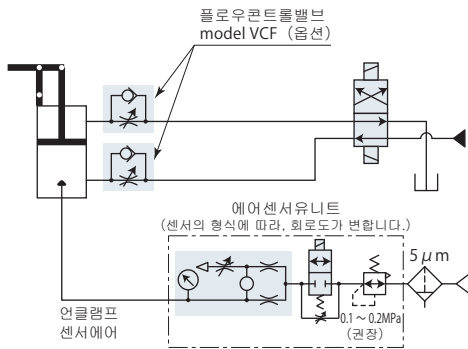 플로우콘트롤밸브
model VCF (옵션)
에어센서유니트
(센서의 형식에 따라, 회로도가 변합니다.)
5μm
언클램프
센서에어
0.1～0.2MPa
(권장)